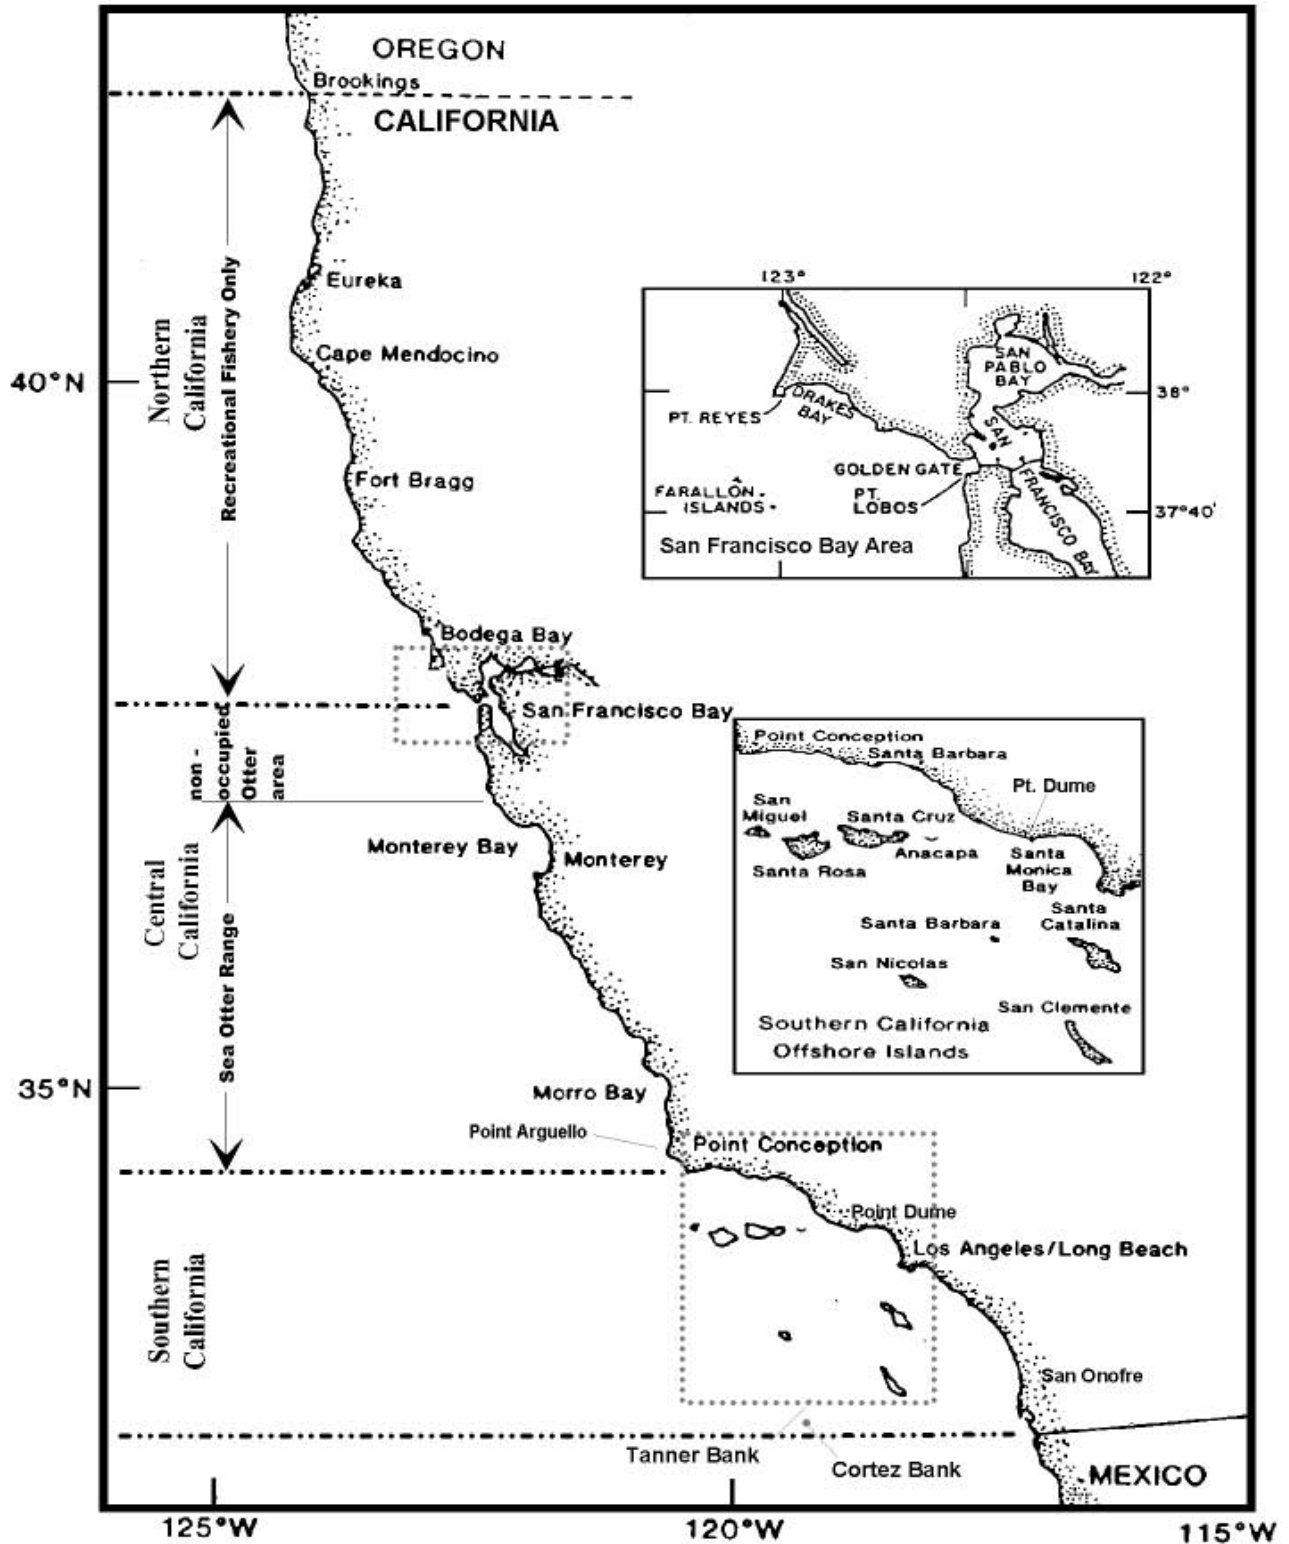 OREGON
Brookings
CALIFORNIA
Eureka
Cape Mendocino
40°N
Northern
California
Recreational Fishery Only
Fort Bragg
Bodega Bay
San Francisco Bay
non -
occupied
Otter
area
Monterey Bay
Monterey
Central
California
Sea Otter Range
35°N
Morro Bay
Point Arguello
Point Conception
Point Dume
Los Angeles/Long Beach
Southern
California
San Onofre
Tanner Bank
Cortez Bank
MEXICO
125°W
120°W
115°W
123°
122°
SAN
PABLO
BAY
38°
DRAKES
BAY
PT. REYES
SAN
FRANCISCO BAY
GOLDEN GATE
PT.
LOBOS
FARALLON
ISLANDS
37°40'
San Francisco Bay Area
Point Conception
Santa Barbara
Pt. Dume
San
Miguel
Santa Cruz
Anacapa
Santa Rosa
Santa
Monica
Bay
Santa Barbara
Santa
Catalina
San Nicolas
San Clemente
Southern California
Offshore Islands